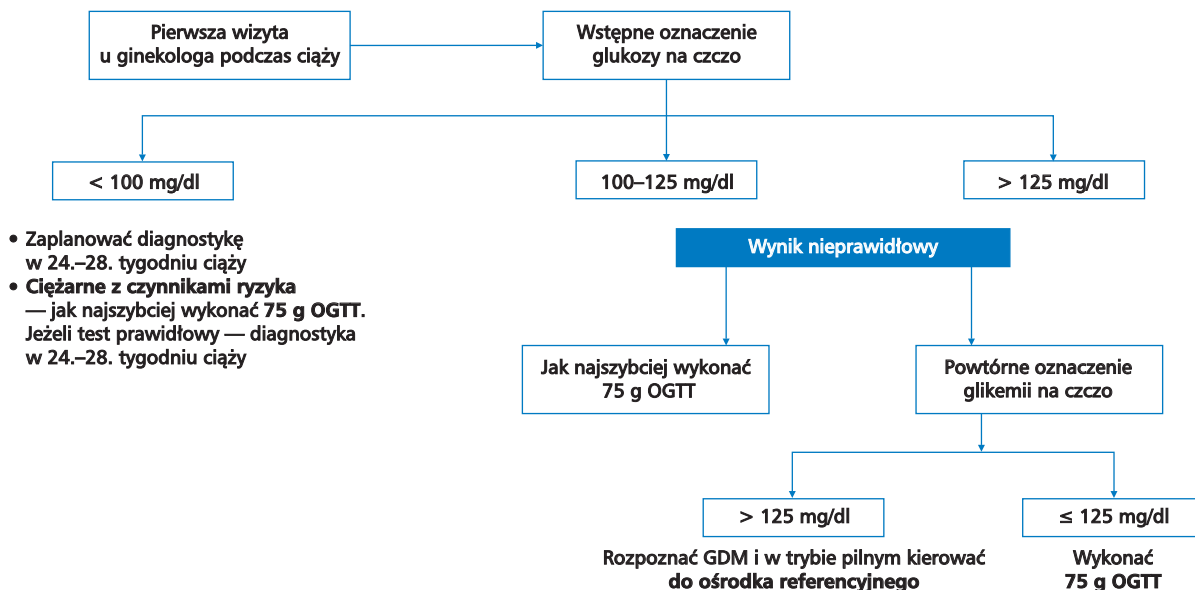 Pierwsza wizyta
u ginekologa podczas ciąży
Wstępne oznaczenie
glukozy na czczo
< 100 mg/dl
100–125 mg/dl
> 125 mg/dl
• Zaplanować diagnostykę
w 24.–28. tygodniu ciąży
• Ciężarne z czynnikami ryzyka
— jak najszybciej wykonać 75 g OGTT.
Jeżeli test prawidłowy — diagnostyka
w 24.–28. tygodniu ciąży
Wynik nieprawidłowy
Jak najszybciej wykonać
75 g OGTT
Powtórne oznaczenie
glikemii na czczo
> 125 mg/dl
≤ 125 mg/dl
Rozpoznać GDM i w trybie pilnym kierować
do ośrodka referencyjnego
Wykonać
75 g OGTT